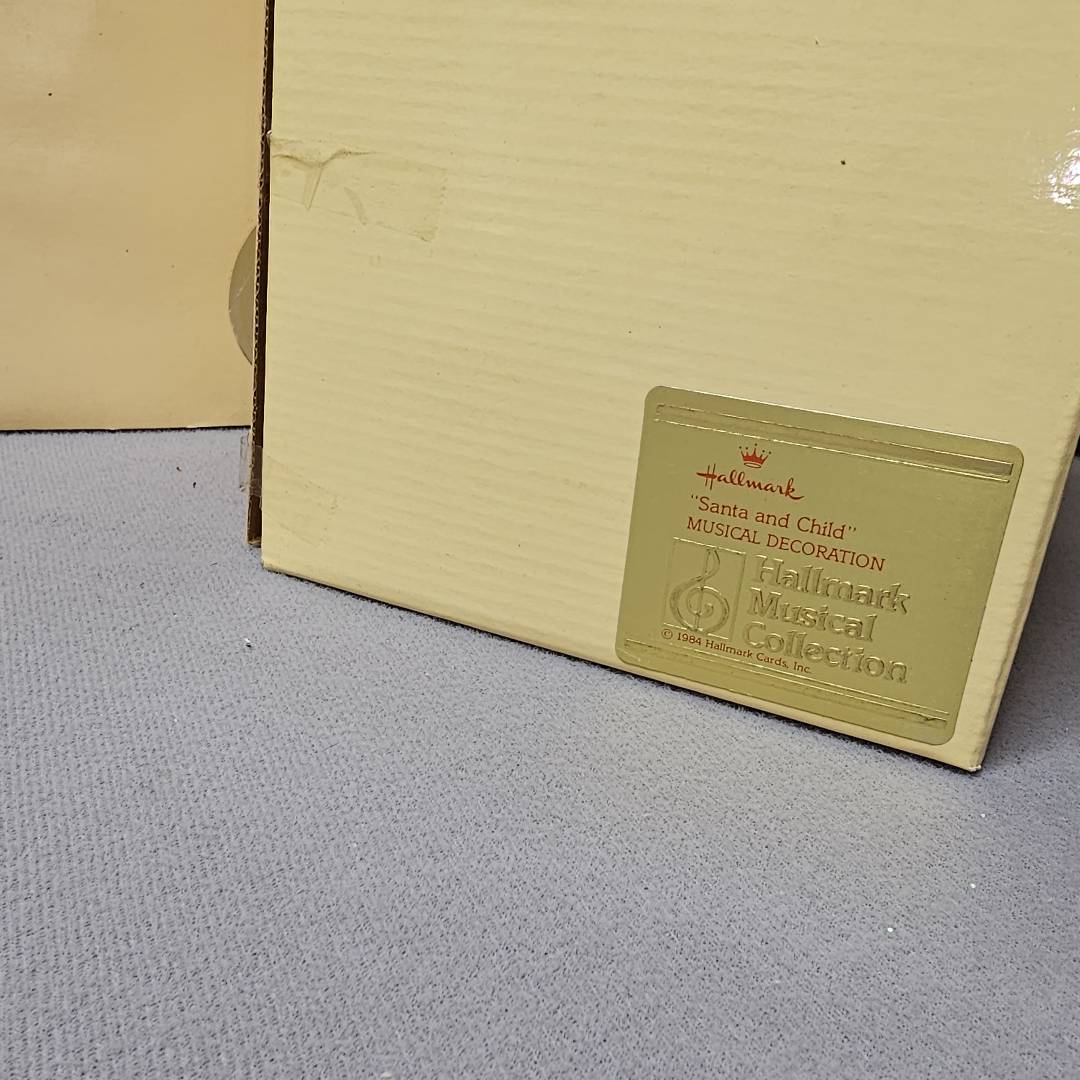 Hallmark
"Santa and Child"
MUSICAL DECORATION
Hallmark
Musical
Collection
© 1984 Hallmark Cards, Inc.